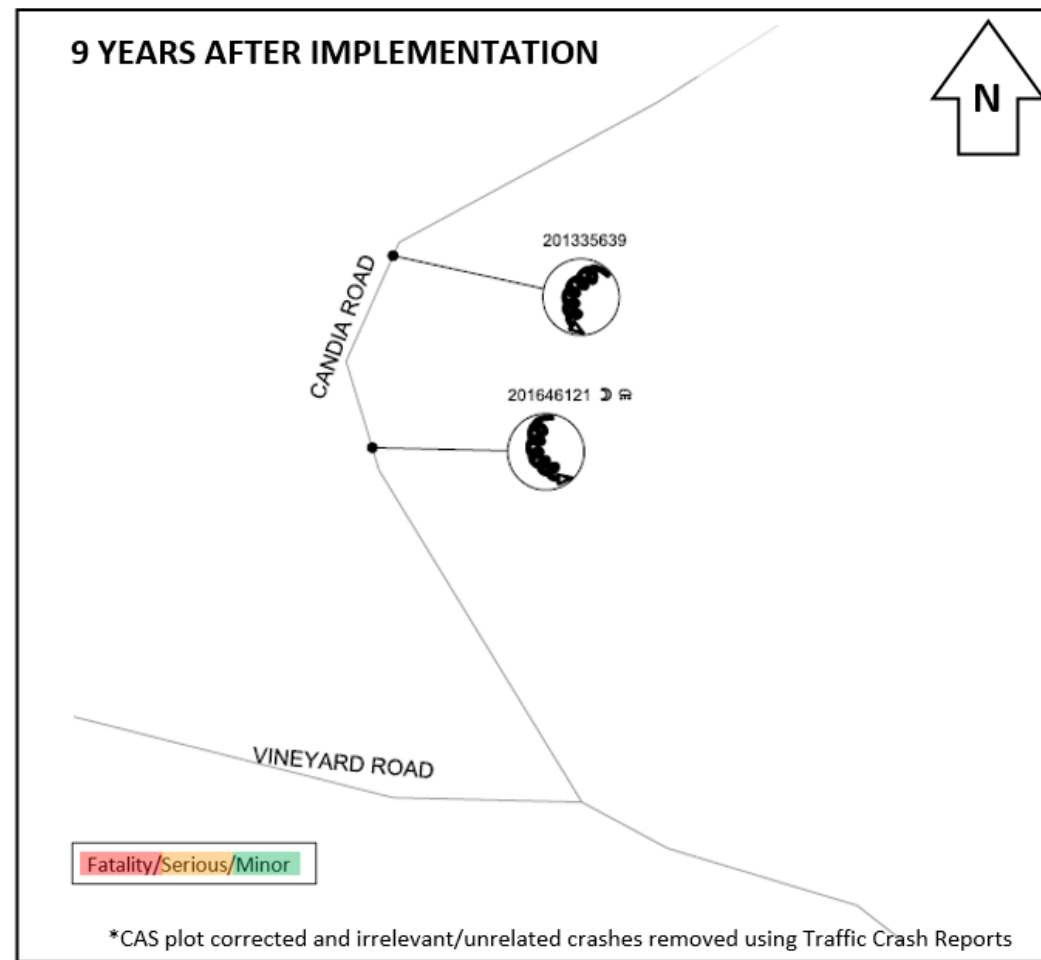 9 YEARS AFTER IMPLEMENTATION
N
201335639
CANDIA ROAD
201646121
VINEYARD ROAD
Fatality/Serious/Minor
*CAS plot corrected and irrelevant/unrelated crashes removed using Traffic Crash Reports